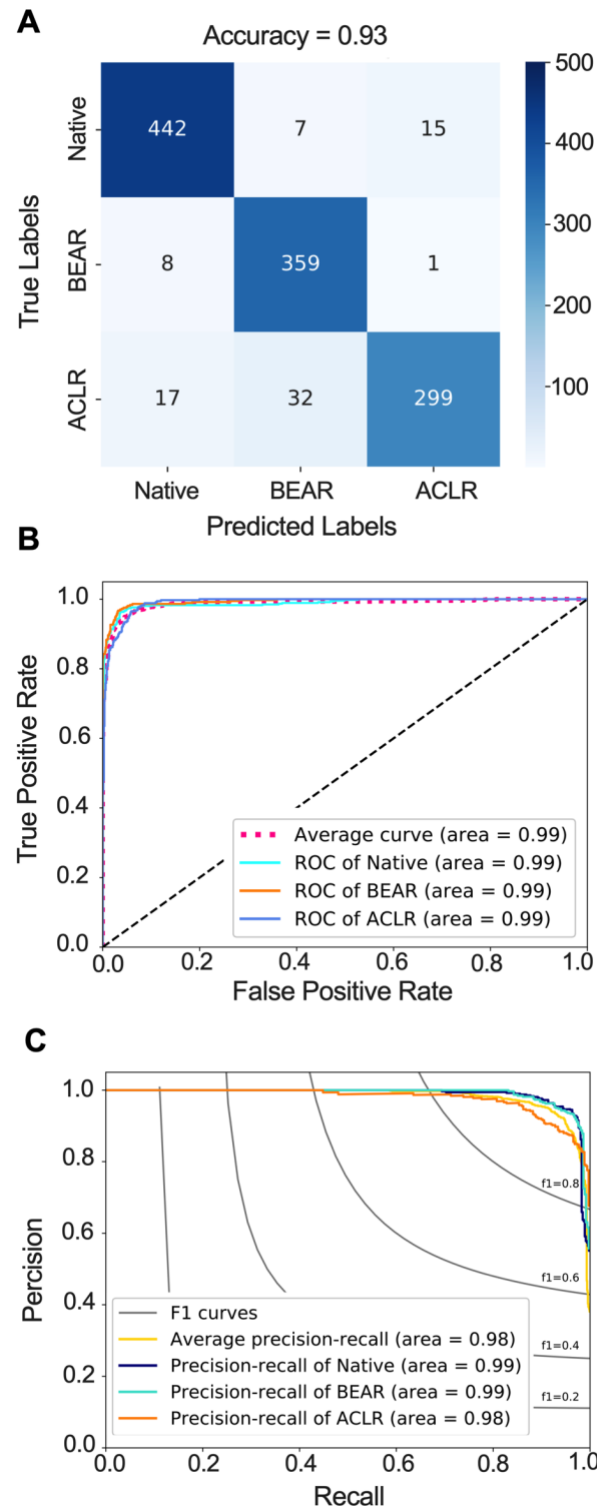 A
Accuracy = 0.93
500
400
300
200
100
True Labels
Native
BEAR
ACLR
442 7 15
8 359 1
17 32 299
Native BEAR ACLR
Predicted Labels
B
True Positive Rate
1.0
0.8
0.6
0.4
0.2
0.0
Average curve (area = 0.99)
ROC of Native (area = 0.99)
ROC of BEAR (area = 0.99)
ROC of ACLR (area = 0.99)
0.0 0.2 0.4 0.6 0.8 1.0
False Positive Rate
C
Percision
1.0
0.8
0.6
0.4
0.2
0.0
f1=0.8
f1=0.6
f1=0.4
f1=0.2
F1 curves
Average precision-recall (area = 0.98)
Precision-recall of Native (area = 0.99)
Precision-recall of BEAR (area = 0.99)
Precision-recall of ACLR (area = 0.98)
0.0 0.2 0.4 0.6 0.8 1.0
Recall